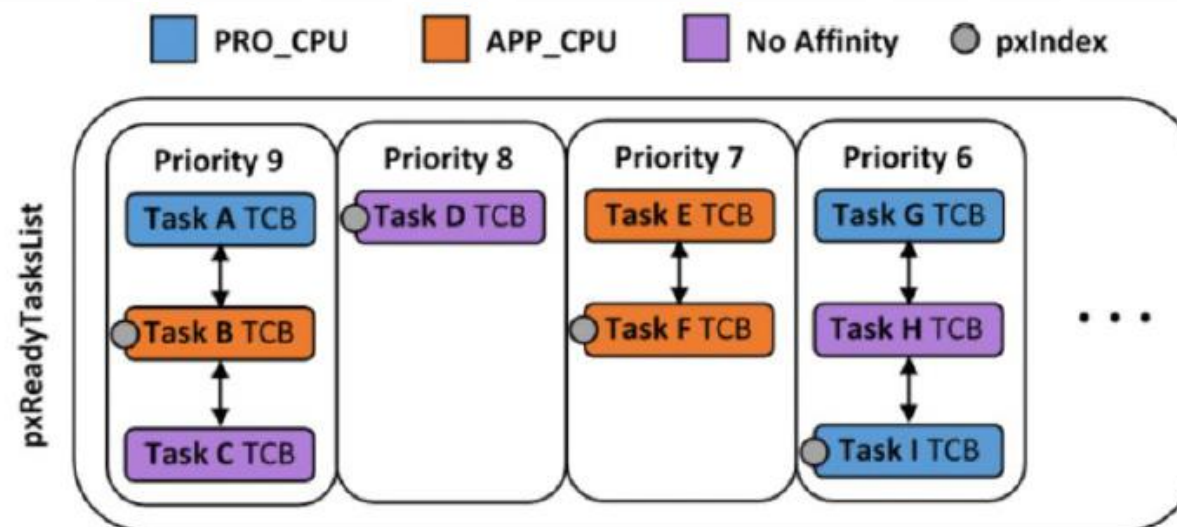 PRO_CPU APP_CPU No Affinity pxIndex
pxReadyTasksList
Priority 9
Task A TCB
Task B TCB
Task C TCB
Priority 8
Task D TCB
Priority 7
Task E TCB
Task F TCB
Priority 6
Task G TCB
Task H TCB
Task I TCB
...